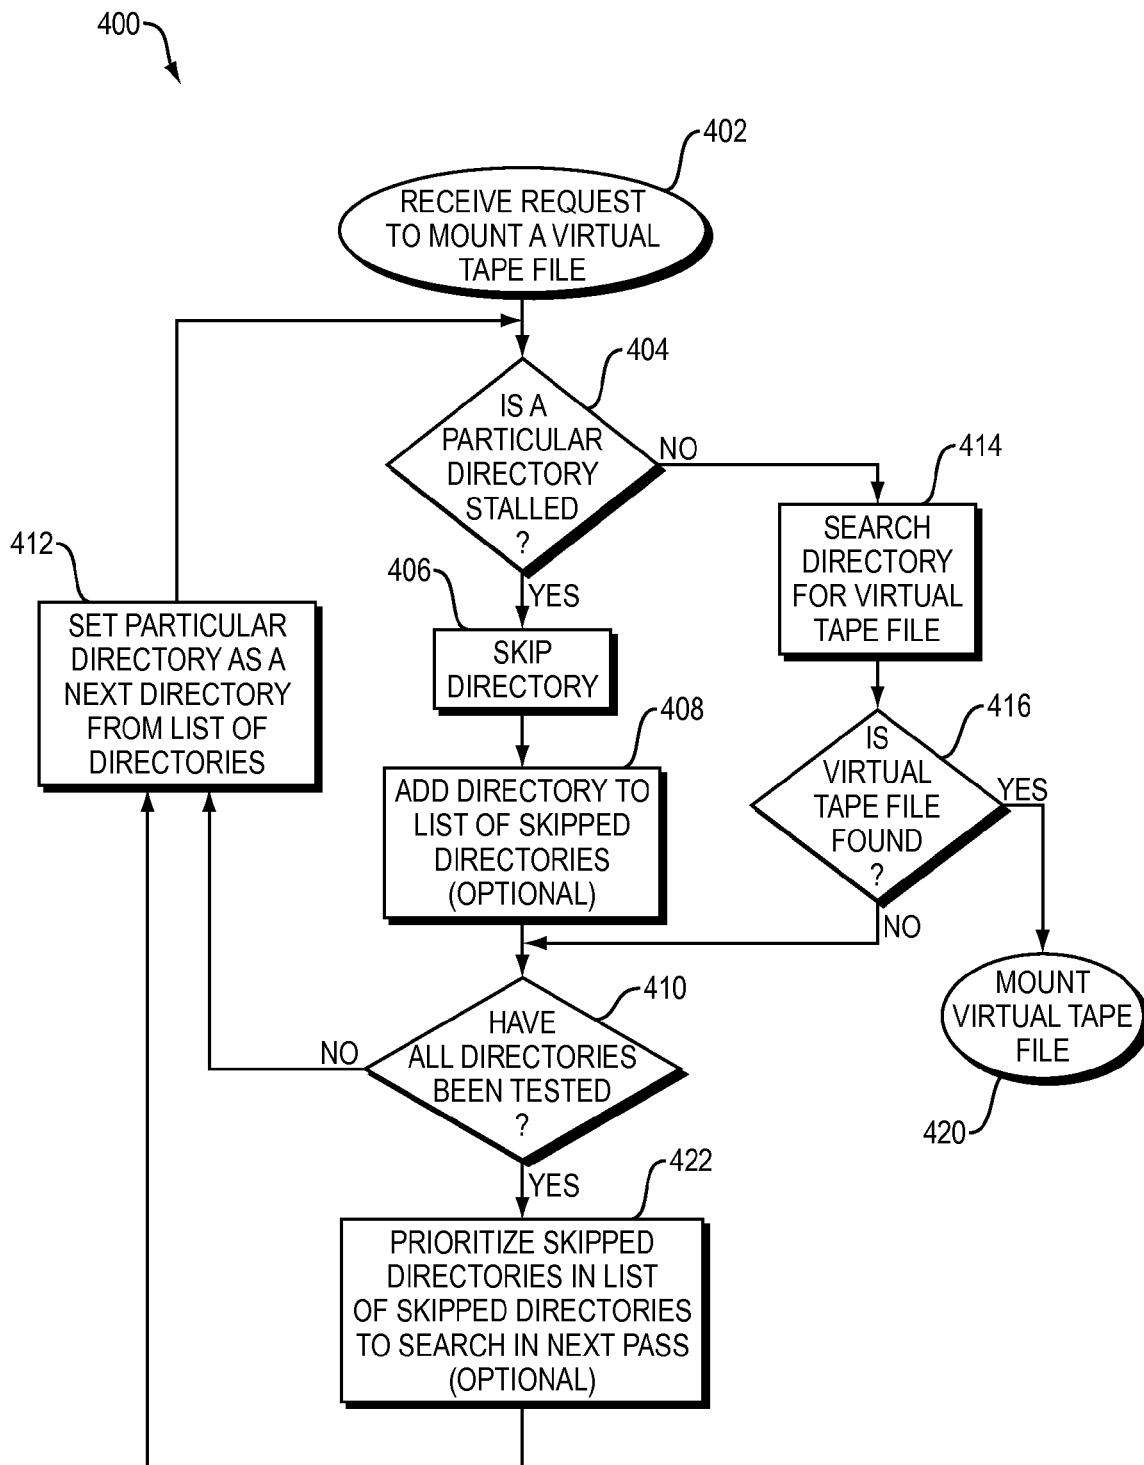 400
402
RECEIVE REQUEST
TO MOUNT A VIRTUAL
TAPE FILE
404
IS A
PARTICULAR
DIRECTORY
STALLED
?
NO
YES
414
SEARCH
DIRECTORY
FOR VIRTUAL
TAPE FILE
412
SET PARTICULAR
DIRECTORY AS A
NEXT DIRECTORY
FROM LIST OF
DIRECTORIES
406
SKIP
DIRECTORY
408
ADD DIRECTORY TO
LIST OF SKIPPED
DIRECTORIES
(OPTIONAL)
416
IS
VIRTUAL
TAPE FILE
FOUND
?
YES
NO
410
HAVE
ALL DIRECTORIES
BEEN TESTED
?
NO
YES
MOUNT
VIRTUAL TAPE
FILE
420
422
PRIORITIZE SKIPPED
DIRECTORIES IN LIST
OF SKIPPED DIRECTORIES
TO SEARCH IN NEXT PASS
(OPTIONAL)